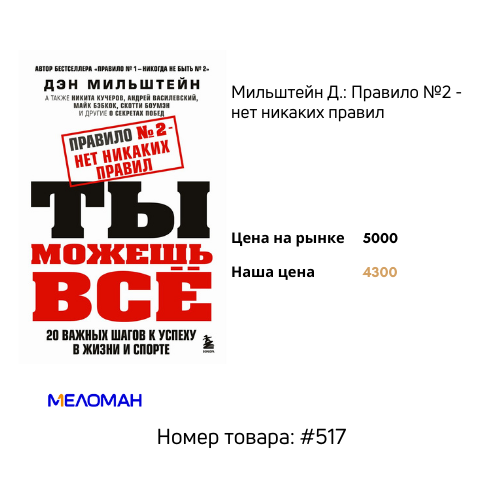 АВТОР БЕСТСЕЛЛЕРА «ПРАВИЛО № 1 – НИКОГДА НЕ БЫТЬ № 2»
ДЭН МИЛЬШТЕЙН
А ТАКЖЕ НИКИТА КУЧЕРОВ, АНДРЕЙ ВАСИЛЕВСКИЙ,
МАЙК БЭБКОК, СКОТТИ БОУМЭН
И ДРУГИЕ О СЕКРЕТАХ ПОБЕД
ПРАВИЛО № 2 -
НЕТ НИКАКИХ
ПРАВИЛ
ТЫ
МОЖЕШЬ
ВСЁ
20 ВАЖНЫХ ШАГОВ К УСПЕХУ
В ЖИЗНИ И СПОРТЕ
Мильштейн Д.: Правило №2 -
нет никаких правил
Цена на рынке 5000
Наша цена 4300
МЕЛОМАН
Номер товара: #517